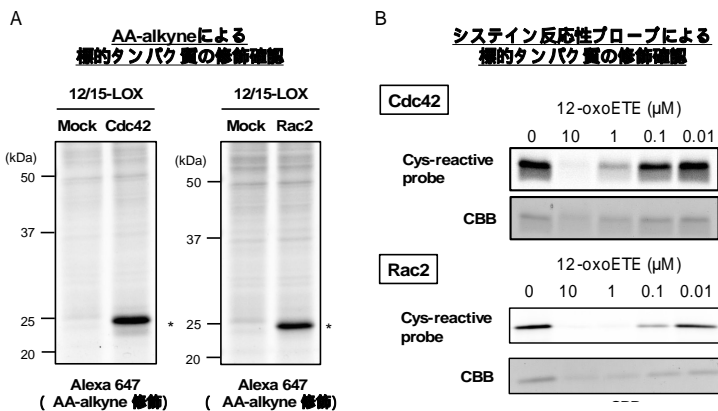 A
AA-alkyneによる
標的タンパク質の修飾確認
12/15-LOX
Mock Cdc42
(kDa)
50
37
25
20
*
Alexa 647
( AA-alkyne 修飾)
12/15-LOX
Mock Rac2
(kDa)
50
37
25
20
*
Alexa 647
( AA-alkyne 修飾)
B
システイン反応性プローブによる
標的タンパク質の修飾確認
Cdc42
12-oxoETE (μM)
0 10 1 0.1 0.01
Cys-reactive
probe
CBB
Rac2
12-oxoETE (μM)
0 10 1 0.1 0.01
Cys-reactive
probe
CBB